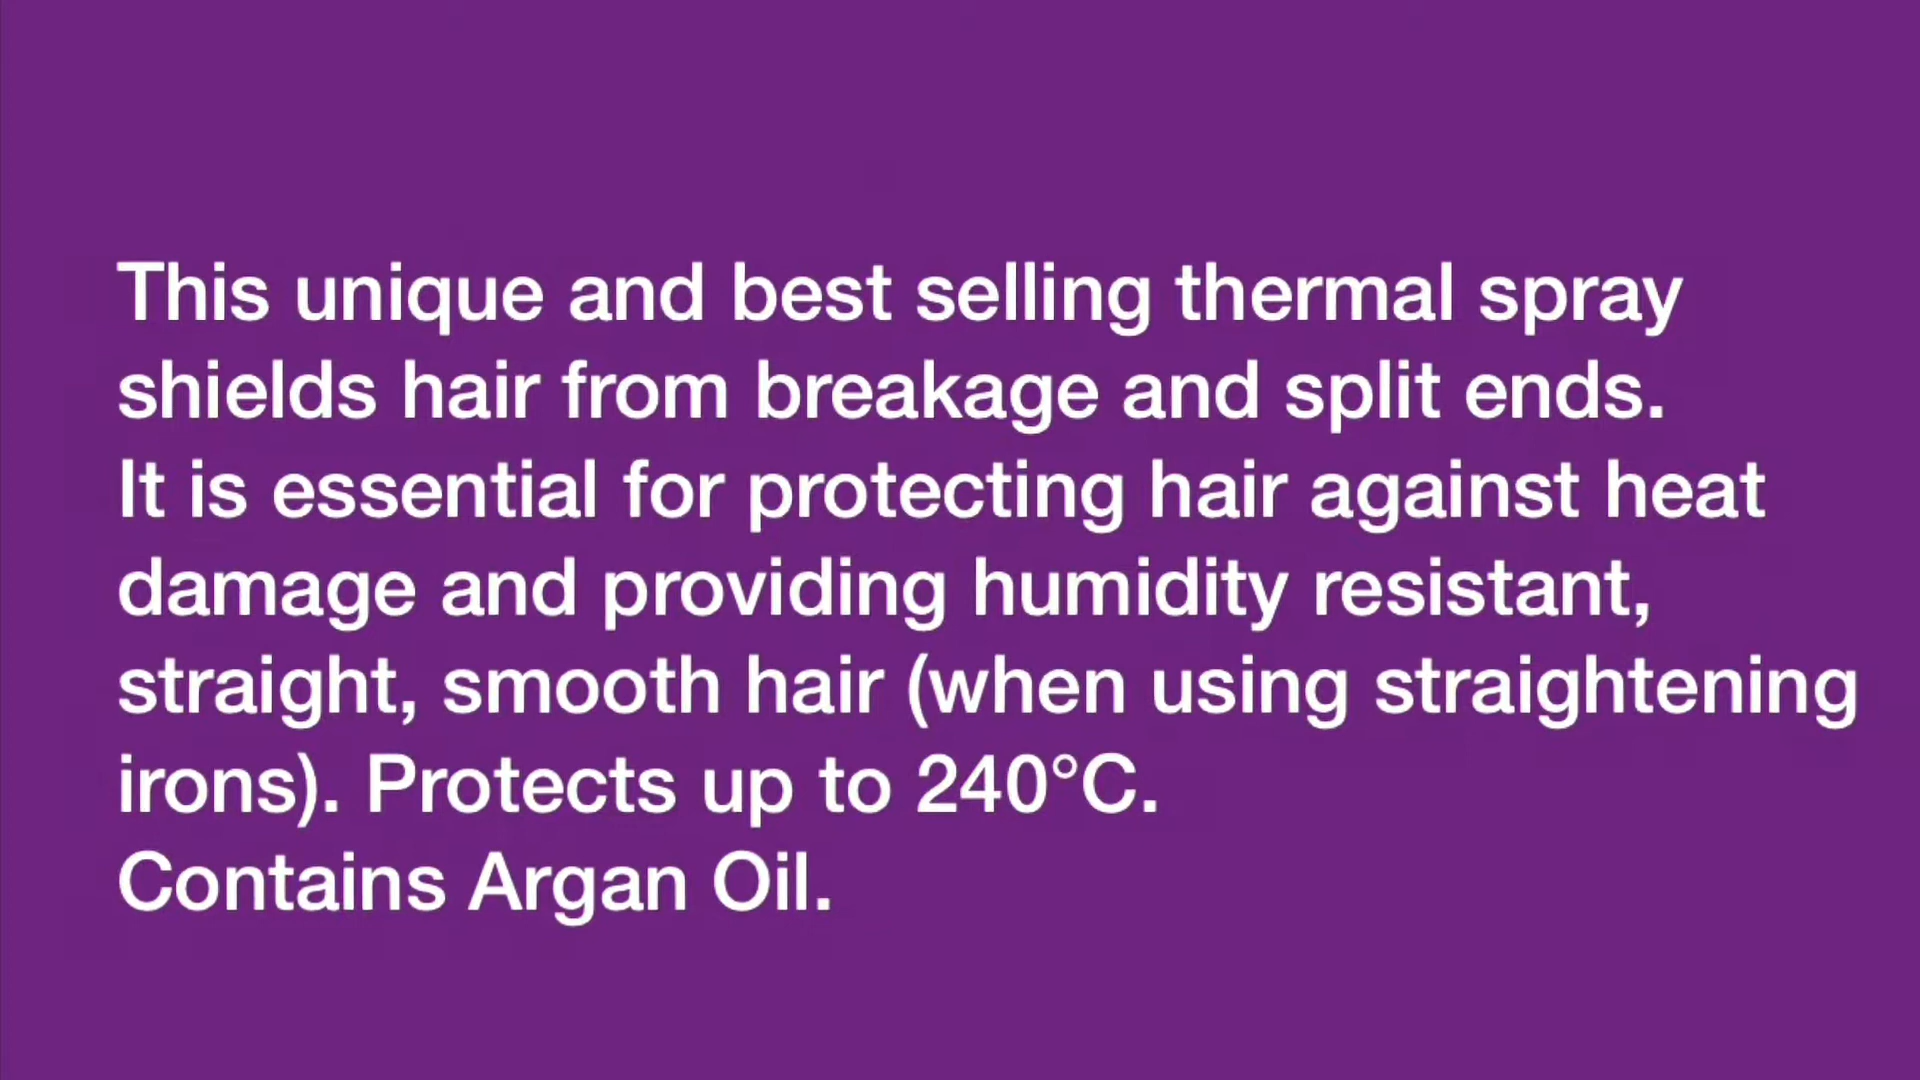 This unique and best selling thermal spray
shields hair from breakage and split ends.
It is essential for protecting hair against heat
damage and providing humidity resistant,
straight, smooth hair (when using straightening
irons). Protects up to 240°C.
Contains Argan Oil.